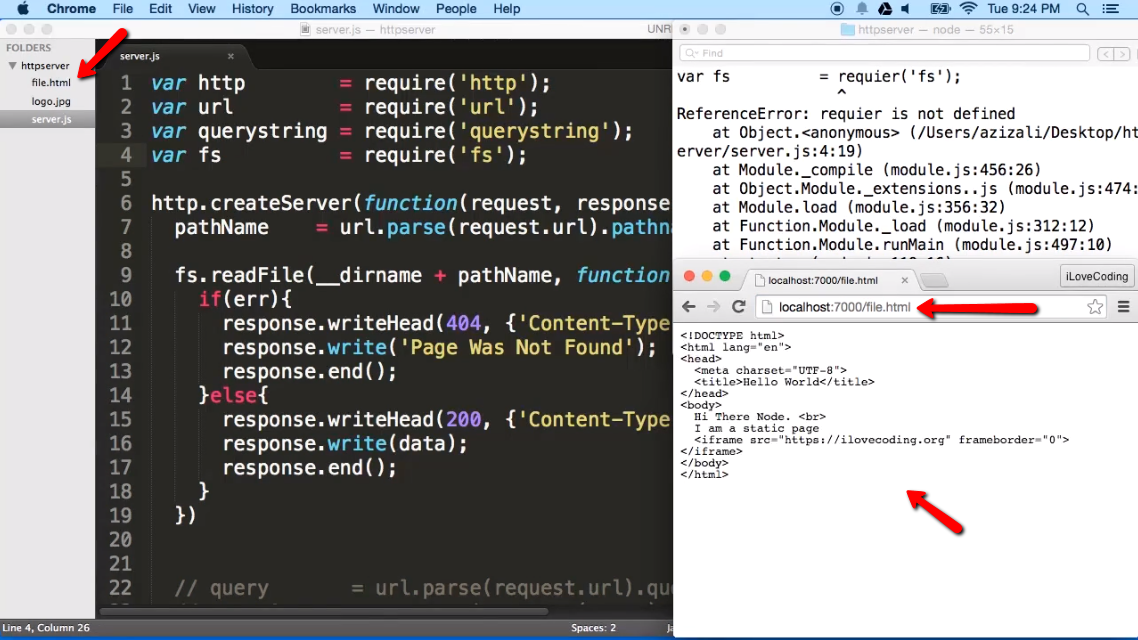 Chrome File Edit View History Bookmarks Window People Help Tue 9:24 PM
server.js — httpserver UNR
FOLDERS
httpserver
file.html
logo.jpg
server.js
server.js ×
1 var http = require('http');
2 var url = require('url');
3 var querystring = require('querystring');
4 var fs = require('fs');
5
6 http.createServer(function(request, response
7 pathName = url.parse(request.url).pathn
8
9 fs.readFile(__dirname + pathName, function
10 if(err){
11 response.writeHead(404, {'Content-Type
12 response.write('Page Was Not Found');
13 response.end();
14 }else{
15 response.writeHead(200, {'Content-Type
16 response.write(data);
17 response.end();
18 }
19 })
20
21
22 // query = url.parse(request.url).que
Line 4, Column 26 Spaces: 2 Ja
httpserver — node — 55×15
Find
var fs = requier('fs');
^
ReferenceError: requier is not defined
at Object.<anonymous> (/Users/azizali/Desktop/ht
erver/server.js:4:19)
at Module._compile (module.js:456:26)
at Object.Module._extensions..js (module.js:474:
at Module.load (module.js:356:32)
at Function.Module._load (module.js:312:12)
at Function.Module.runMain (module.js:497:10)
localhost:7000/file.html × iLoveCoding
localhost:7000/file.html
<!DOCTYPE html>
<html lang="en">
<head>
<meta charset="UTF-8">
<title>Hello World</title>
</head>
<body>
Hi There Node. <br>
I am a static page
<iframe src="https://ilovecoding.org" frameborder="0">
</iframe>
</body>
</html>